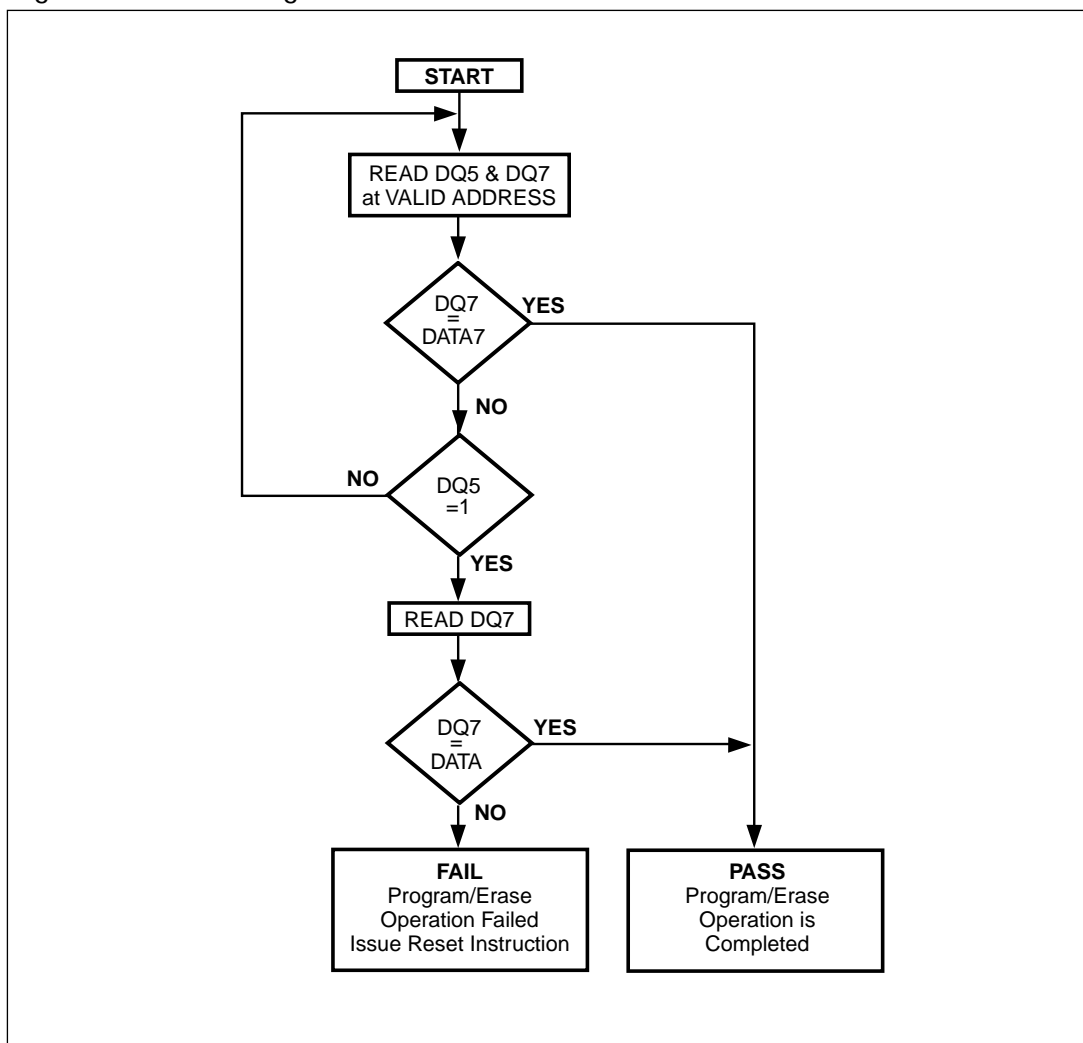 START
READ DQ5 & DQ7
at VALID ADDRESS
DQ7
=
DATA7
YES
NO
NO
DQ5
=1
YES
READ DQ7
DQ7
=
DATA
YES
NO
FAIL
Program/Erase
Operation Failed
Issue Reset Instruction
PASS
Program/Erase
Operation is
Completed